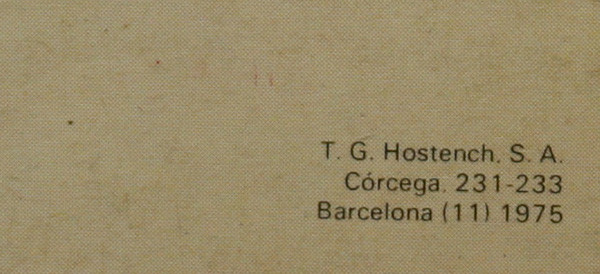 T. G. Hostench, S. A.
Córcega, 231-233
Barcelona (11) 1975